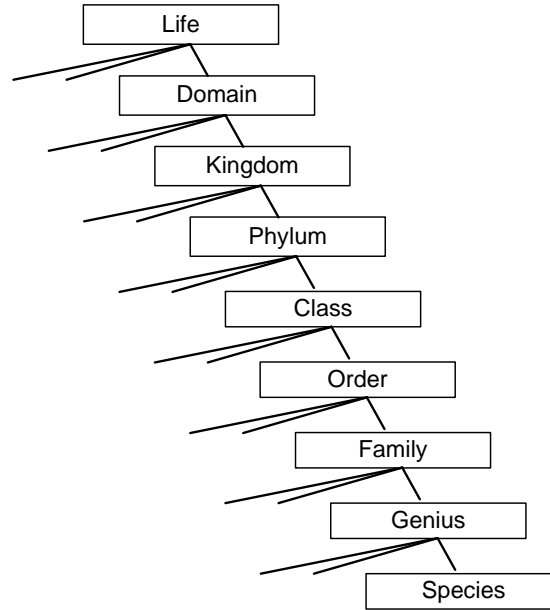 Life
Domain
Kingdom
Phylum
Class
Order
Family
Genius
Species